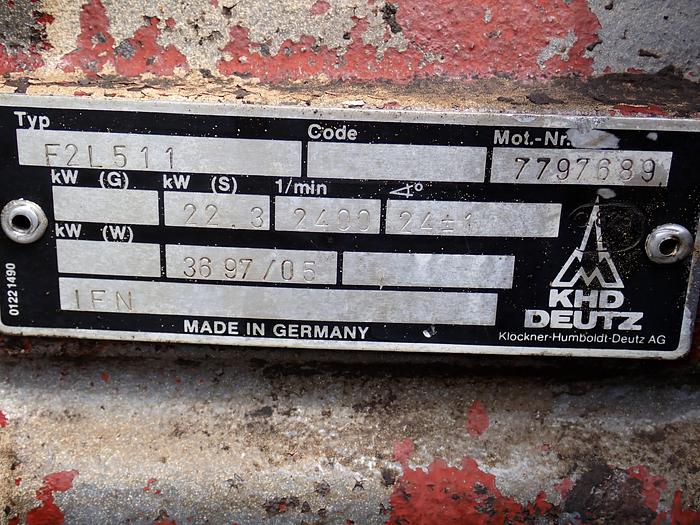 Typ Code Mot.-Nr.
F2L511 7797689
kW (G) kW (S) 1/min ∢°
22.3 2400 24±1
kW (W)
3697/05
IFN
01221490
MADE IN GERMANY
KHD
DEUTZ
Klockner-Humboldt-Deutz AG